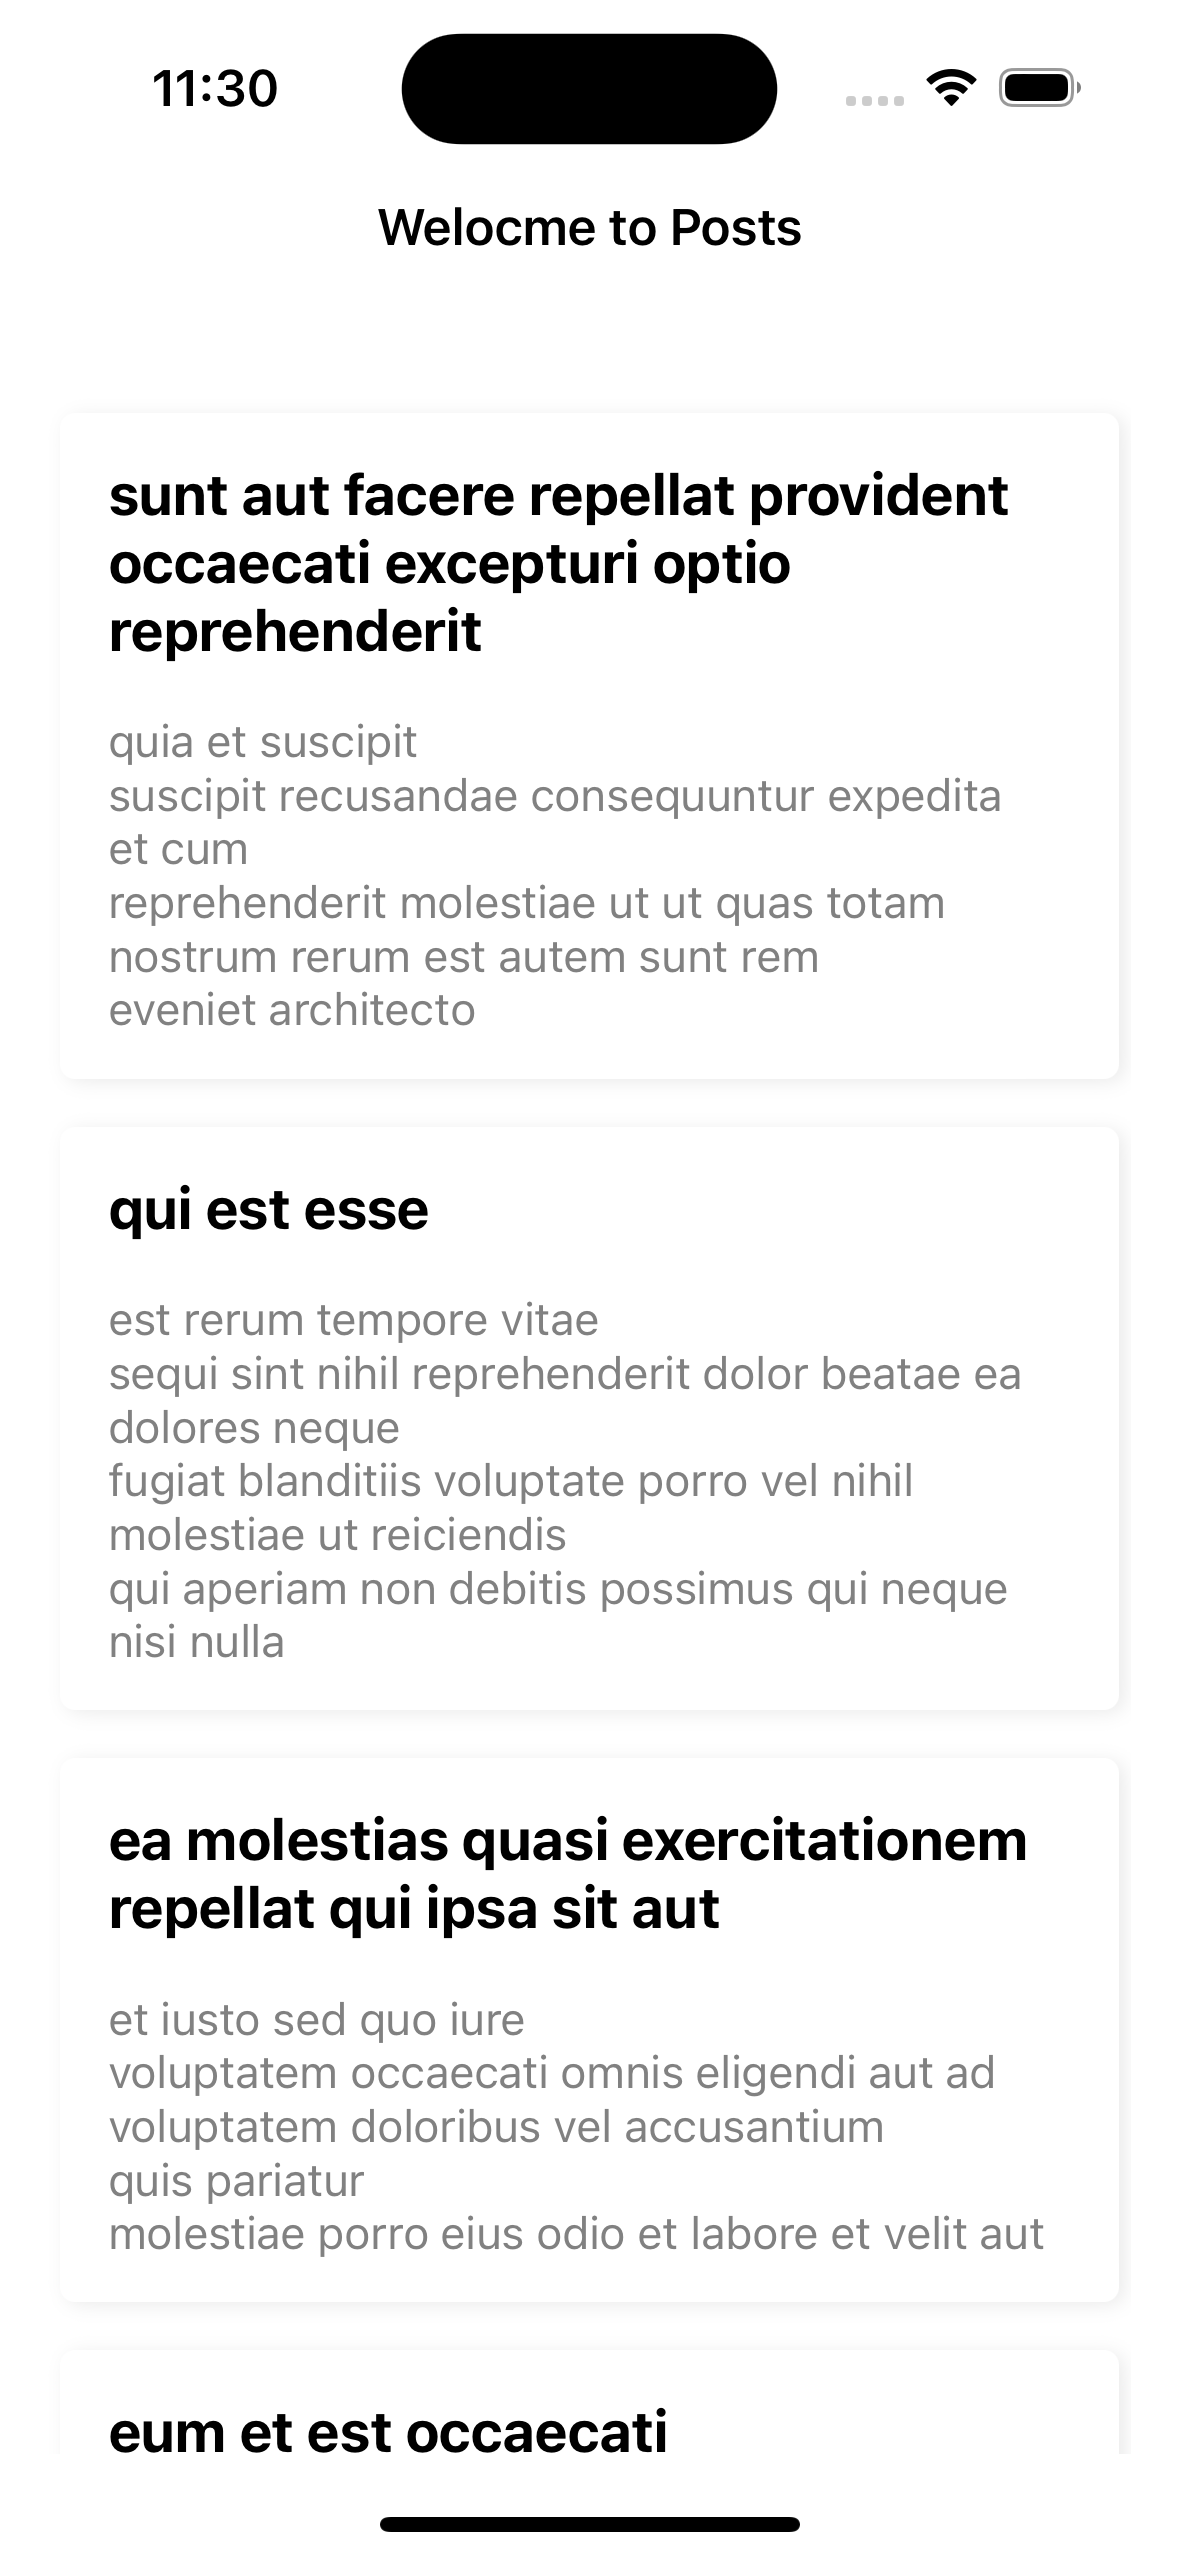 11:30
Welocme to Posts
sunt aut facere repellat provident
occaecati excepturi optio
reprehenderit
quia et suscipit
suscipit recusandae consequuntur expedita
et cum
reprehenderit molestiae ut ut quas totam
nostrum rerum est autem sunt rem
eveniet architecto
qui est esse
est rerum tempore vitae
sequi sint nihil reprehenderit dolor beatae ea
dolores neque
fugiat blanditiis voluptate porro vel nihil
molestiae ut reiciendis
qui aperiam non debitis possimus qui neque
nisi nulla
ea molestias quasi exercitationem
repellat qui ipsa sit aut
et iusto sed quo iure
voluptatem occaecati omnis eligendi aut ad
voluptatem doloribus vel accusantium
quis pariatur
molestiae porro eius odio et labore et velit aut
eum et est occaecati